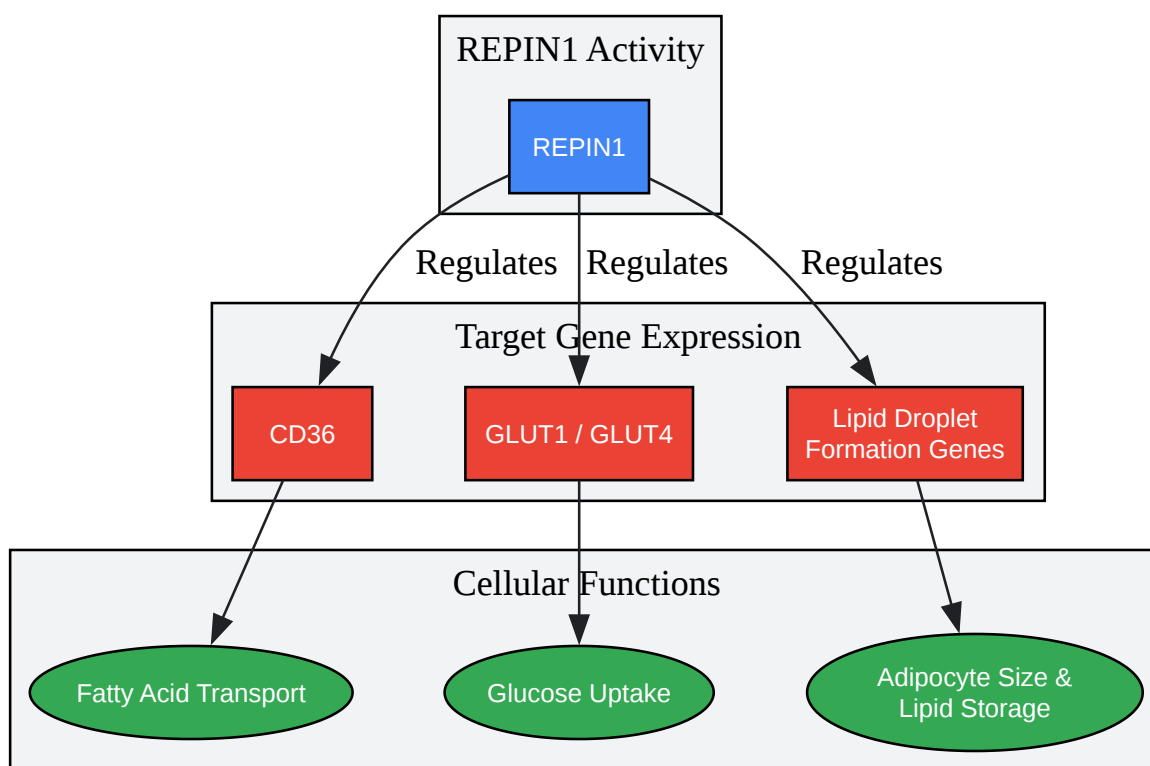 REPIN1 Activity
REPIN1
Regulates Regulates Regulates
Target Gene Expression
CD36
GLUT1 / GLUT4
Lipid Droplet
Formation Genes
Cellular Functions
Fatty Acid Transport
Glucose Uptake
Adipocyte Size &
Lipid Storage